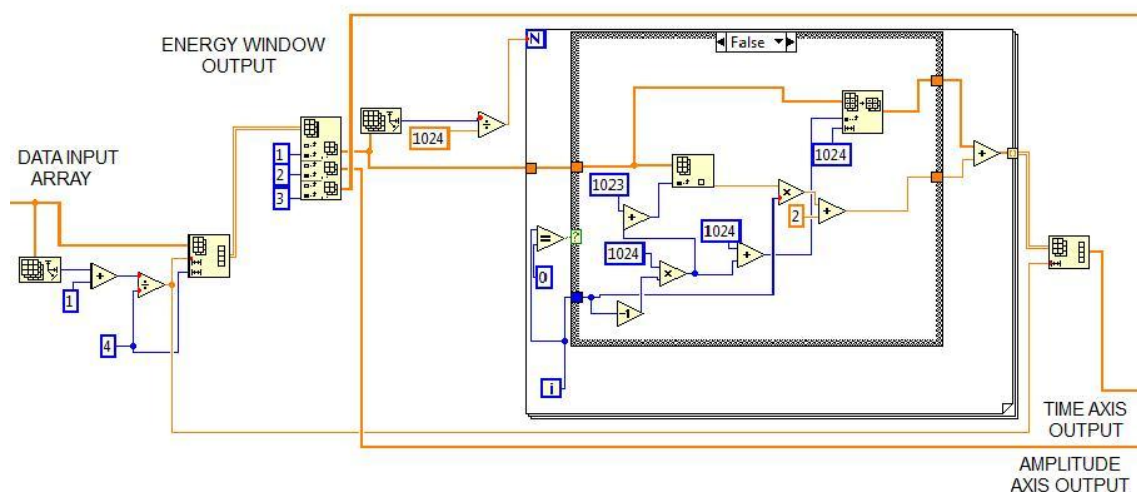 ENERGY WINDOW
OUTPUT
N
False
1024
1024
DATA INPUT
ARRAY
1
2
3
1023
+
×
2
+
+
1024
+
=
?
0
1024
×
+
1
÷
÷
-1
4
i
TIME AXIS
OUTPUT
AMPLITUDE
AXIS OUTPUT